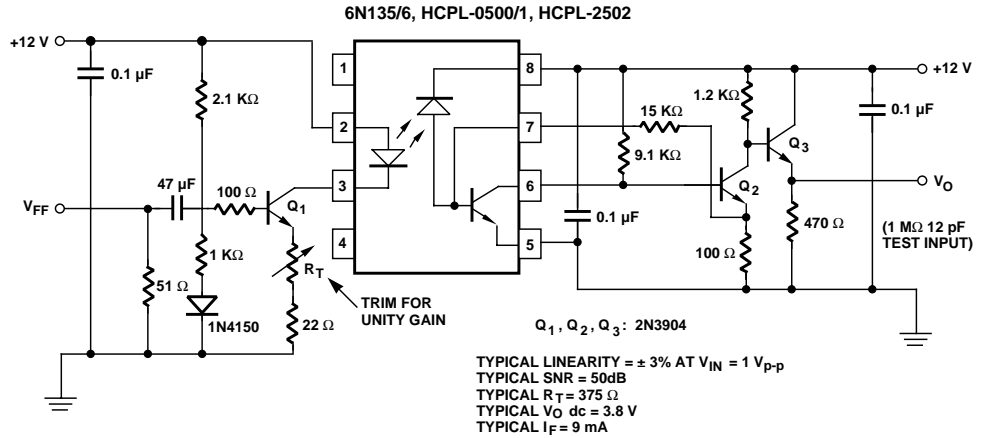 6N135/6, HCPL-0500/1, HCPL-2502
+12 V
0.1 µF
2.1 KΩ
1
2
3
4
8
7
6
5
15 KΩ
9.1 KΩ
1.2 KΩ
+12 V
0.1 µF
Q3
Q2
VO
(1 MΩ 12 pF
TEST INPUT)
470 Ω
100 Ω
0.1 µF
VFF
47 µF
100 Ω
Q1
51 Ω
1 KΩ
1N4150
RT
22 Ω
TRIM FOR
UNITY GAIN
Q1, Q2, Q3: 2N3904
TYPICAL LINEARITY = ± 3% AT VIN = 1 Vp-p
TYPICAL SNR = 50dB
TYPICAL RT = 375 Ω
TYPICAL VO dc = 3.8 V
TYPICAL IF = 9 mA